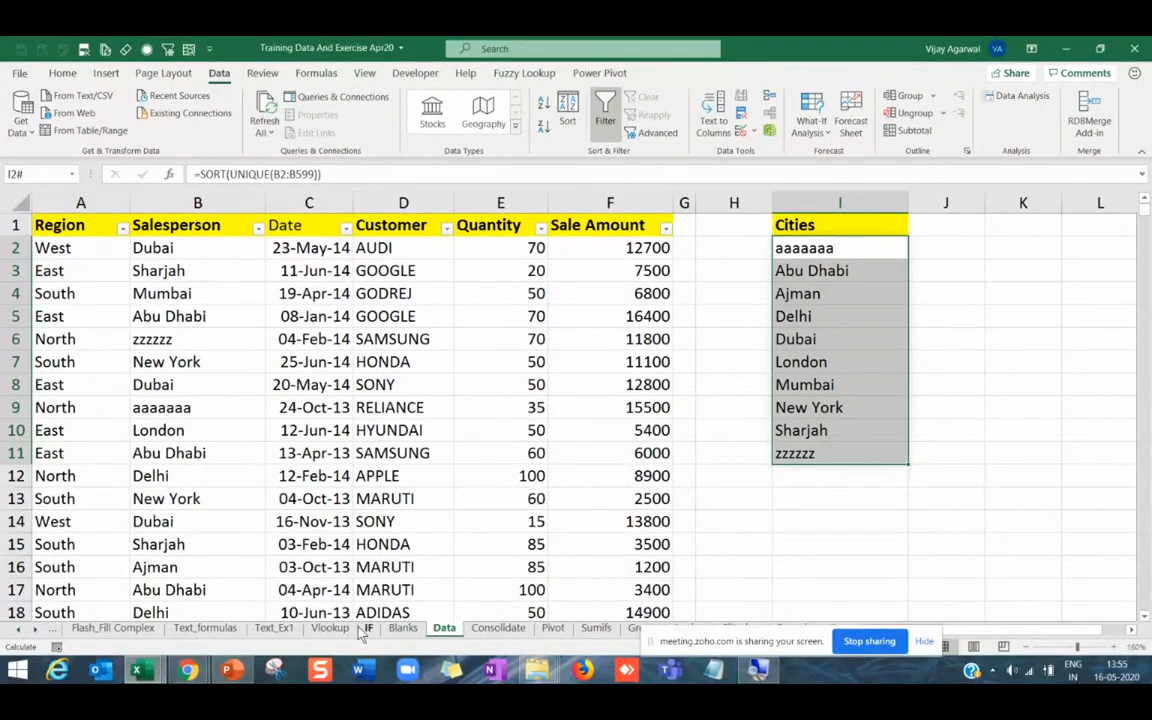 Training Data And Exercise Apr20
Search
Vijay Agarwal VA
File Home Insert Page Layout Data Review Formulas View Developer Help Fuzzy Lookup Power Pivot Share Comments
Get Data From Text/CSV From Web From Table/Range Recent Sources Existing Connections
Refresh All Queries & Connections Properties Edit Links
Stocks Geography
Sort Filter Clear Reapply Advanced
Text to Columns What-If Analysis Forecast Sheet Group Ungroup Subtotal Data Analysis RDBMerge Add-in
Get & Transform Data Queries & Connections Data Types Sort & Filter Data Tools Forecast Outline Analysis Merge
I2# fx =SORT(UNIQUE(B2:B599))
A B C D E F G H I J K L
1 Region Salesperson Date Customer Quantity Sale Amount Cities
2 West Dubai 23-May-14 AUDI 70 12700 aaaaaaa
3 East Sharjah 11-Jun-14 GOOGLE 20 7500 Abu Dhabi
4 South Mumbai 19-Apr-14 GODREJ 50 6800 Ajman
5 East Abu Dhabi 08-Jan-14 GOOGLE 70 16400 Delhi
6 North zzzzzz 04-Feb-14 SAMSUNG 70 11800 Dubai
7 South New York 25-Jun-14 HONDA 50 11100 London
8 East Dubai 20-May-14 SONY 50 12800 Mumbai
9 North aaaaaaa 24-Oct-13 RELIANCE 35 15500 New York
10 East London 12-Jun-14 HYUNDAI 50 5400 Sharjah
11 East Abu Dhabi 13-Apr-13 SAMSUNG 60 6000 zzzzzz
12 North Delhi 12-Feb-14 APPLE 100 8900
13 South New York 04-Oct-13 MARUTI 60 2500
14 West Dubai 16-Nov-13 SONY 15 13800
15 South Sharjah 03-Feb-14 HONDA 85 3500
16 South Ajman 03-Feb-14 MARUTI 85 1200
17 North Abu Dhabi 04-Apr-14 MARUTI 100 3400
18 South Delhi 10-Jun-13 ADIDAS 50 14900
... Flash_Fill Complex Text_formulas Text_Ex1 Vlookup IF Blanks Data Consolidate Pivot Sumifs
meeting.zoho.com is sharing your screen. Stop sharing Hide
Calculate 160%
ENG 13:55
IN 16-05-2020